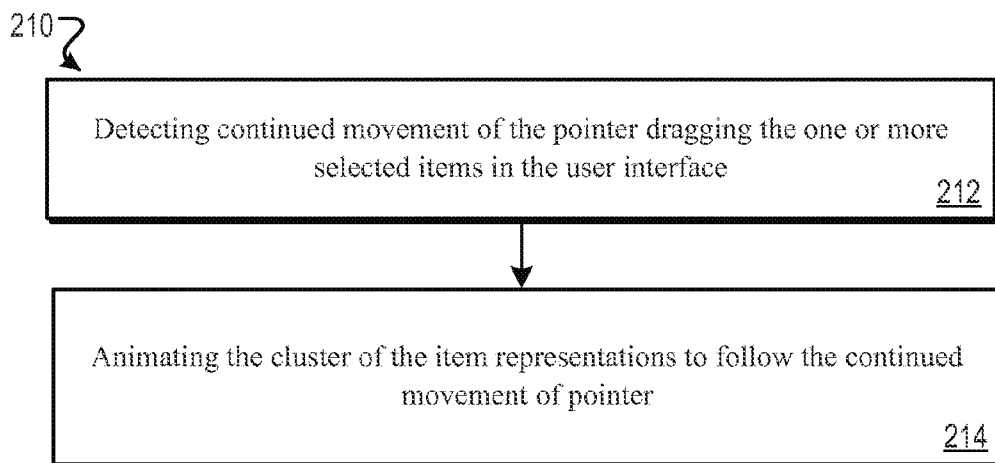 210
Detecting continued movement of the pointer dragging the one or more
selected items in the user interface
212
Animating the cluster of the item representations to follow the continued
movement of pointer
214